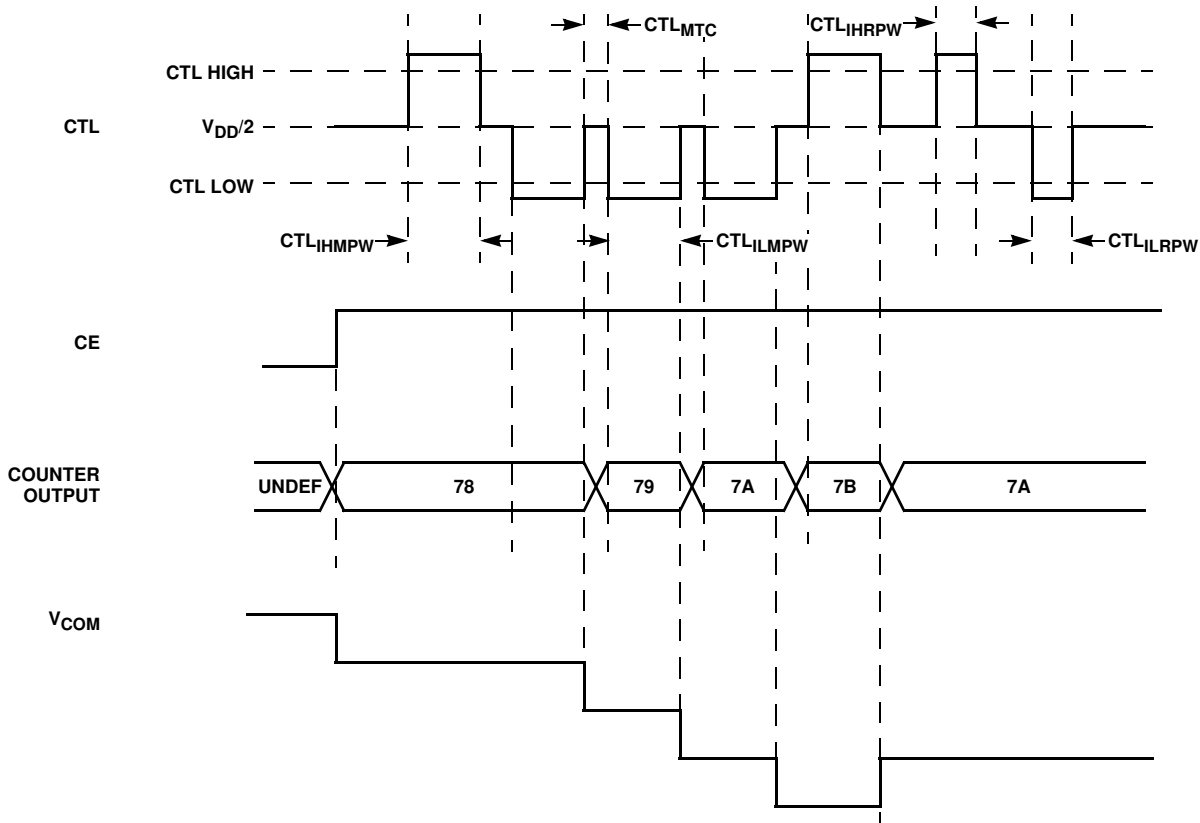 CTL_MTC
CTL_IHRPW
CTL HIGH
CTL
V_DD/2
CTL LOW
CTL_IHMPW
CTL_ILMPW
CTL_ILRPW
CE
COUNTER
OUTPUT
UNDEF
78
79
7A
7B
7A
V_COM